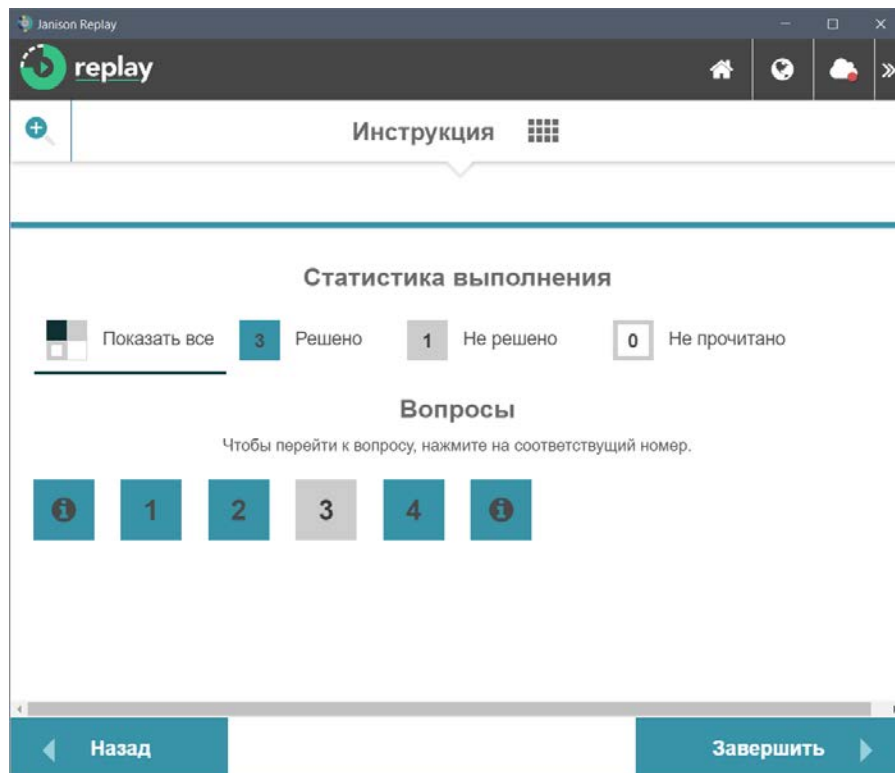 Janison Replay
replay
Инструкция
Статистика выполнения
Показать все 3 Решено 1 Не решено 0 Не прочитано
Вопросы
Чтобы перейти к вопросу, нажмите на соответствущий номер.
1 2 3 4
Назад Завершить